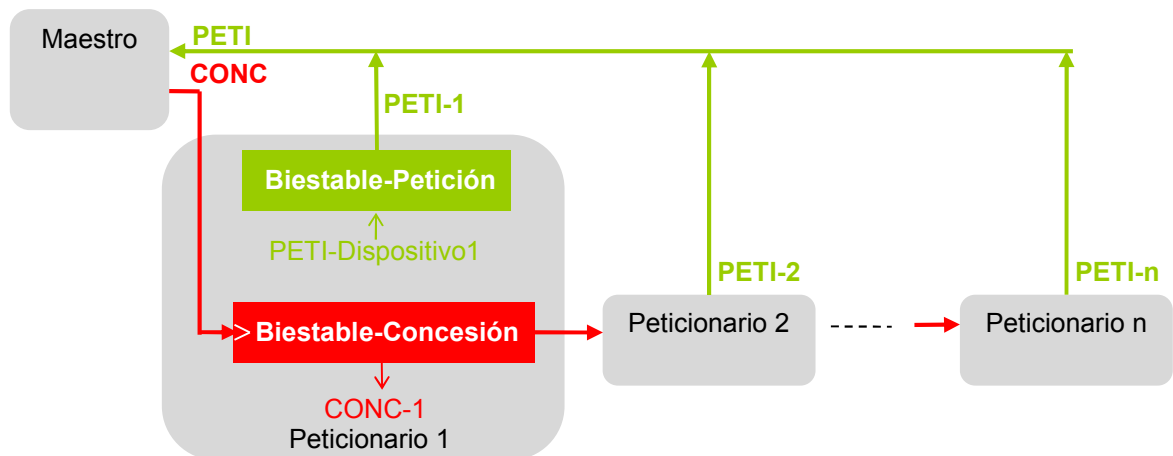 Maestro
PETI
CONC
PETI-1
Biestable-Petición
PETI-Dispositivo1
PETI-2
PETI-n
> Biestable-Concesión
Peticionario 2
-----
Peticionario n
CONC-1
Peticionario 1